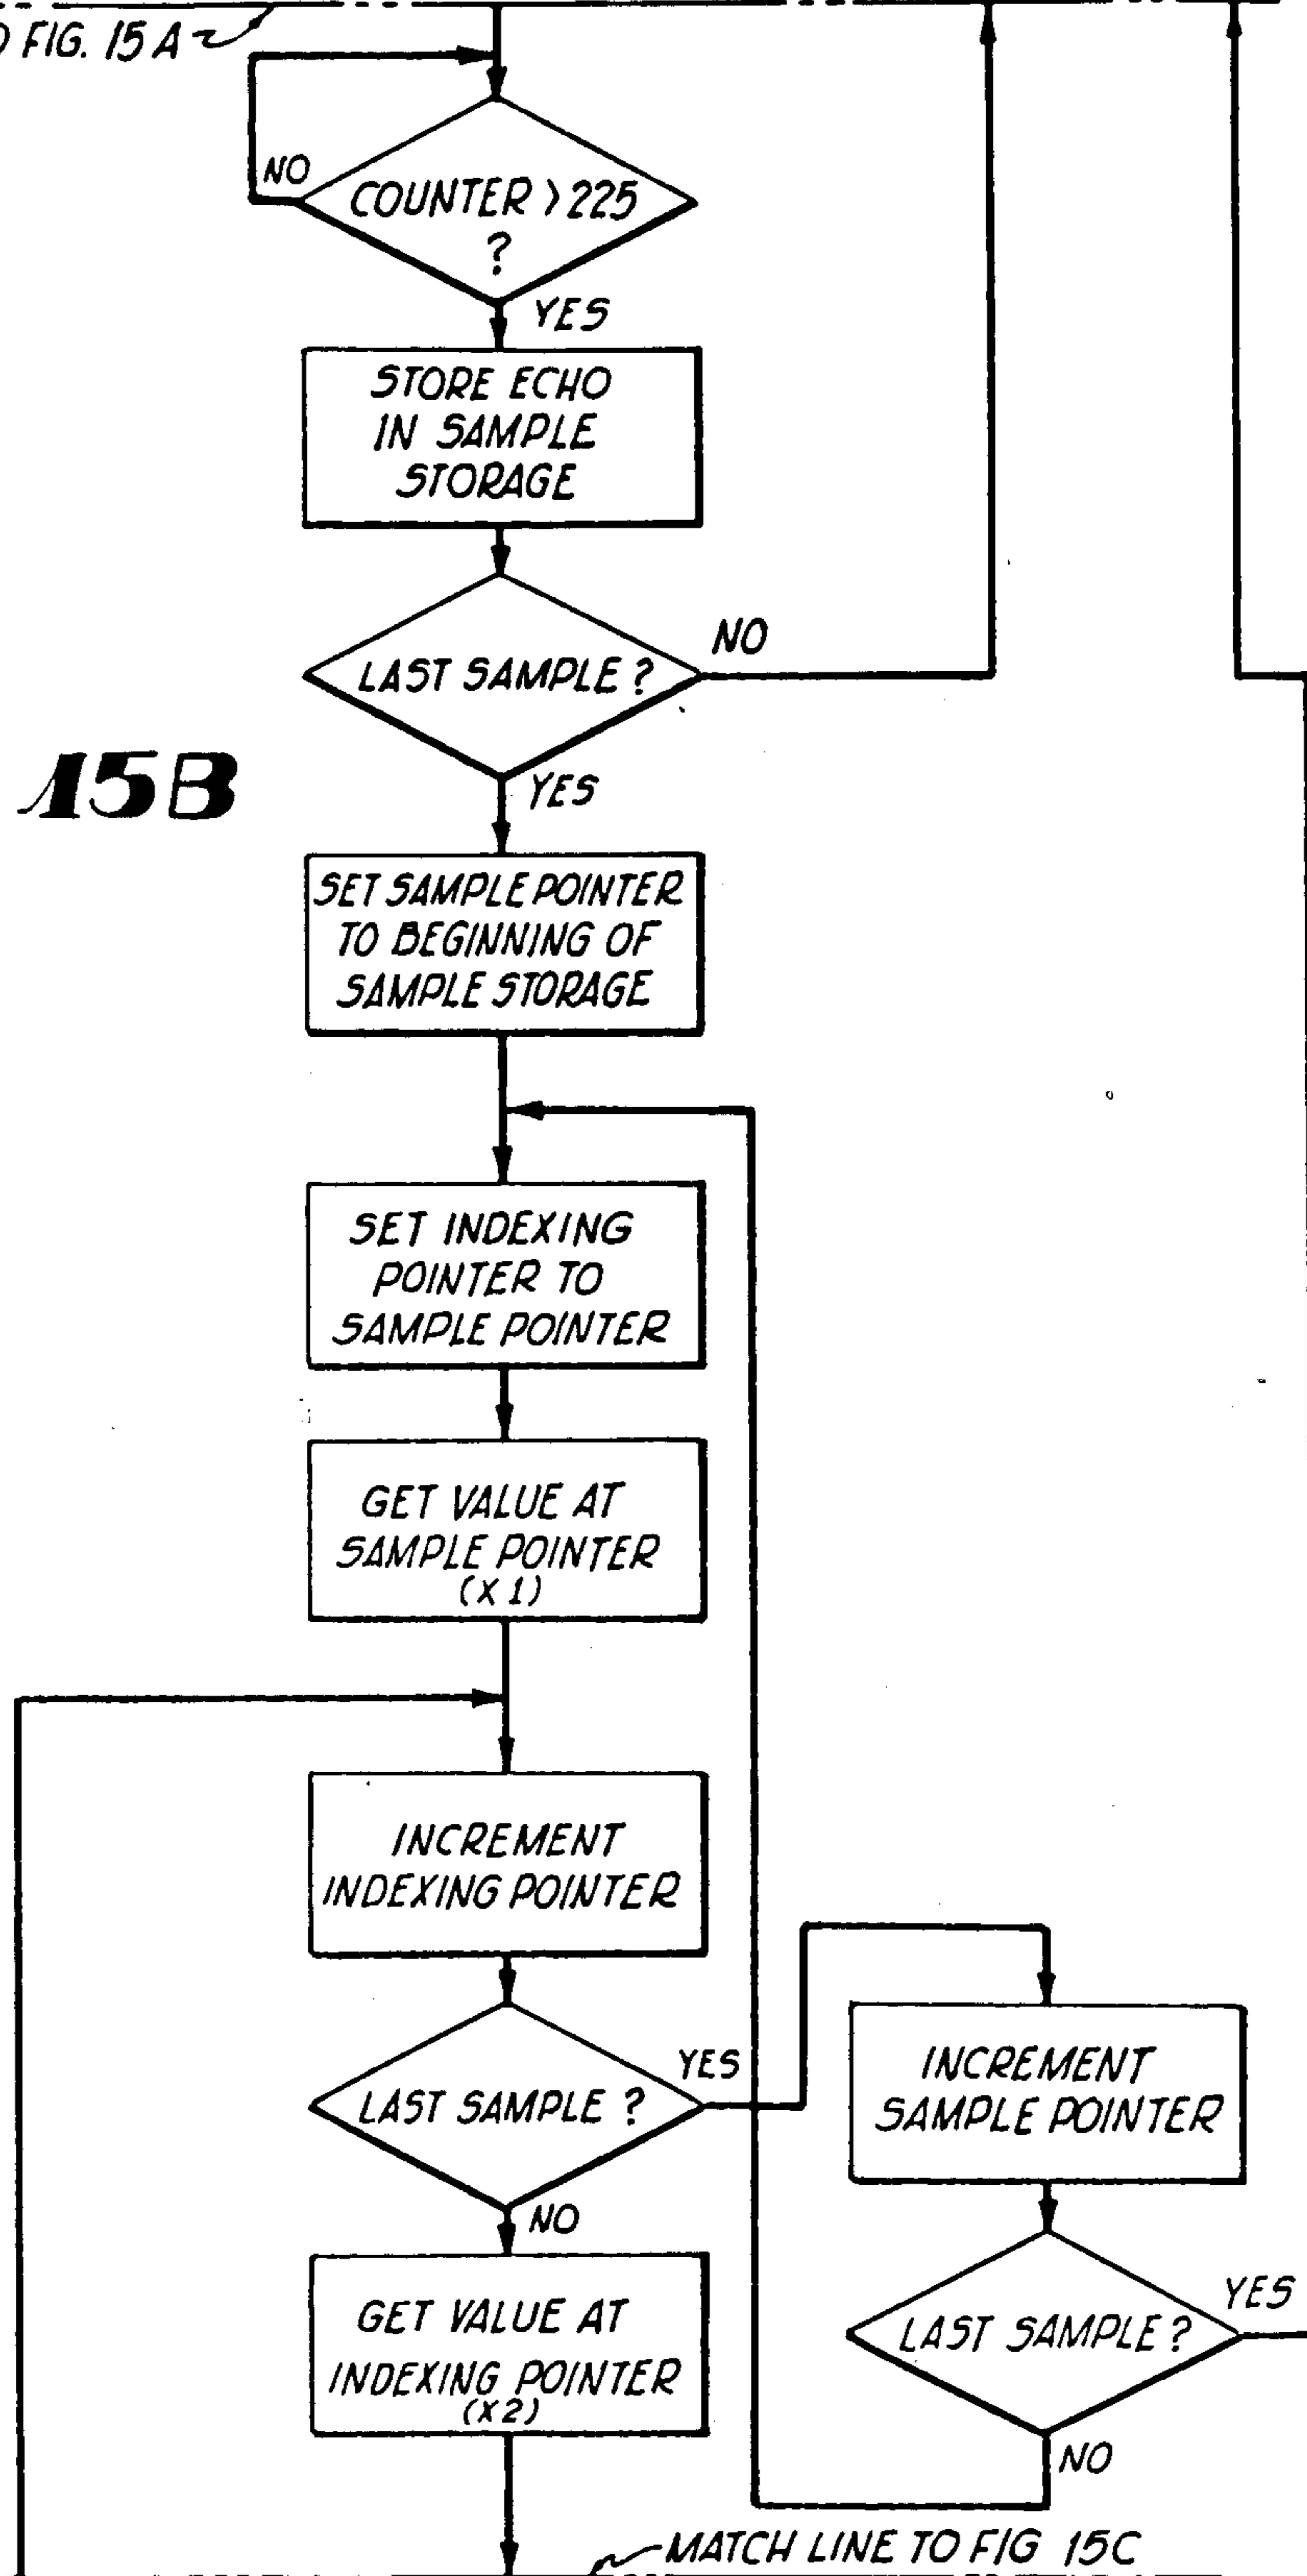 FIG. 15A
NO
COUNTER > 225
?
YES
STORE ECHO
IN SAMPLE
STORAGE
LAST SAMPLE ?
NO
YES
15B
SET SAMPLE POINTER
TO BEGINNING OF
SAMPLE STORAGE
SET INDEXING
POINTER TO
SAMPLE POINTER
GET VALUE AT
SAMPLE POINTER
(X1)
INCREMENT
INDEXING POINTER
LAST SAMPLE ?
YES
NO
INCREMENT
SAMPLE POINTER
LAST SAMPLE ?
YES
NO
GET VALUE AT
INDEXING POINTER
(X2)
MATCH LINE TO FIG 15C